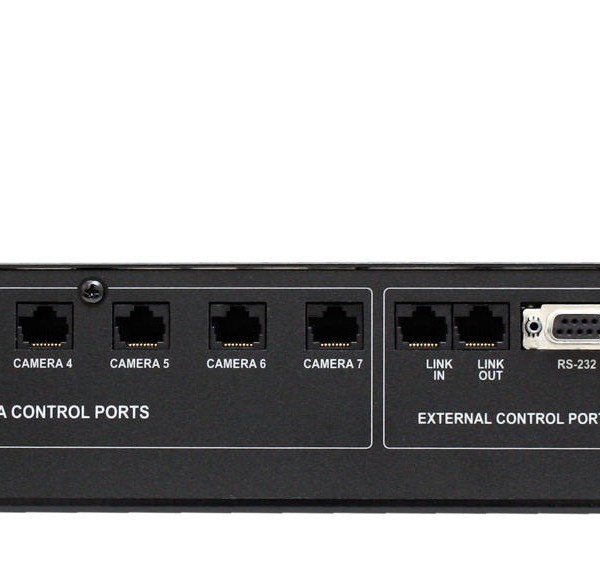 CAMERA 4 CAMERA 5 CAMERA 6 CAMERA 7
LINK IN
LINK OUT
RS-232
A CONTROL PORTS
EXTERNAL CONTROL PORT